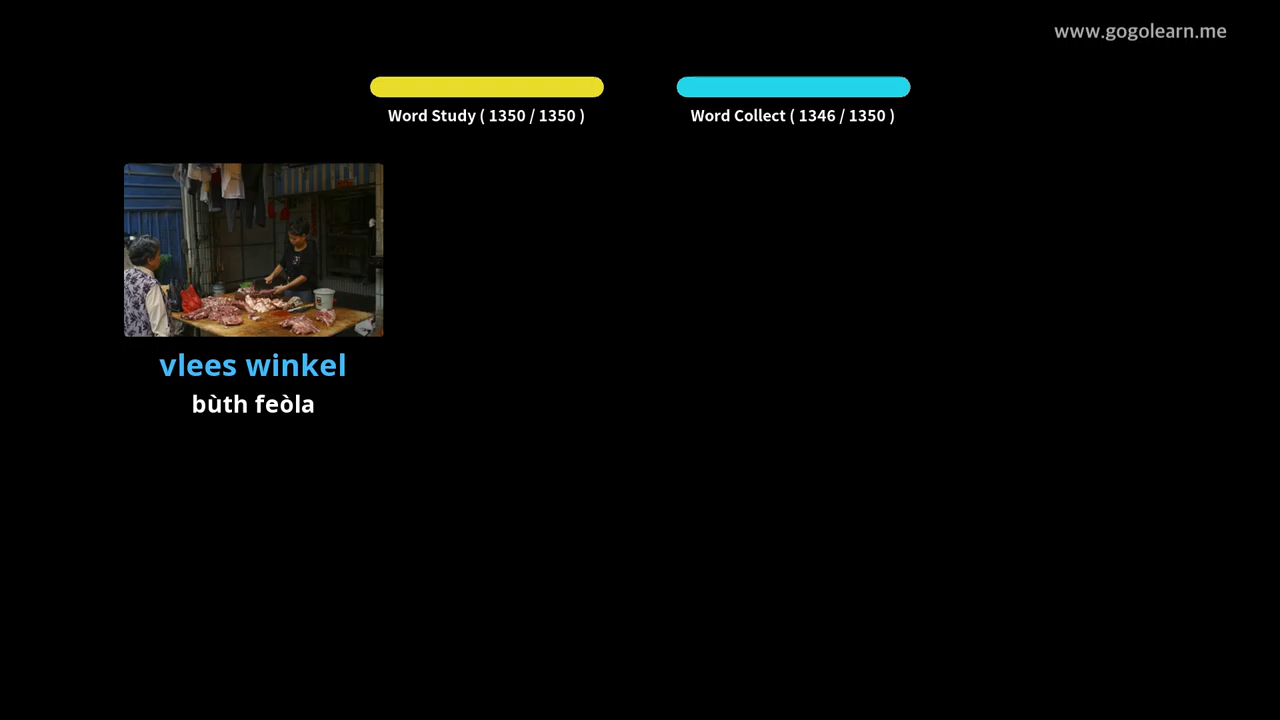 www.gogolearn.me
Word Study ( 1350 / 1350 )
Word Collect ( 1346 / 1350 )
vlees winkel
bùth feòla